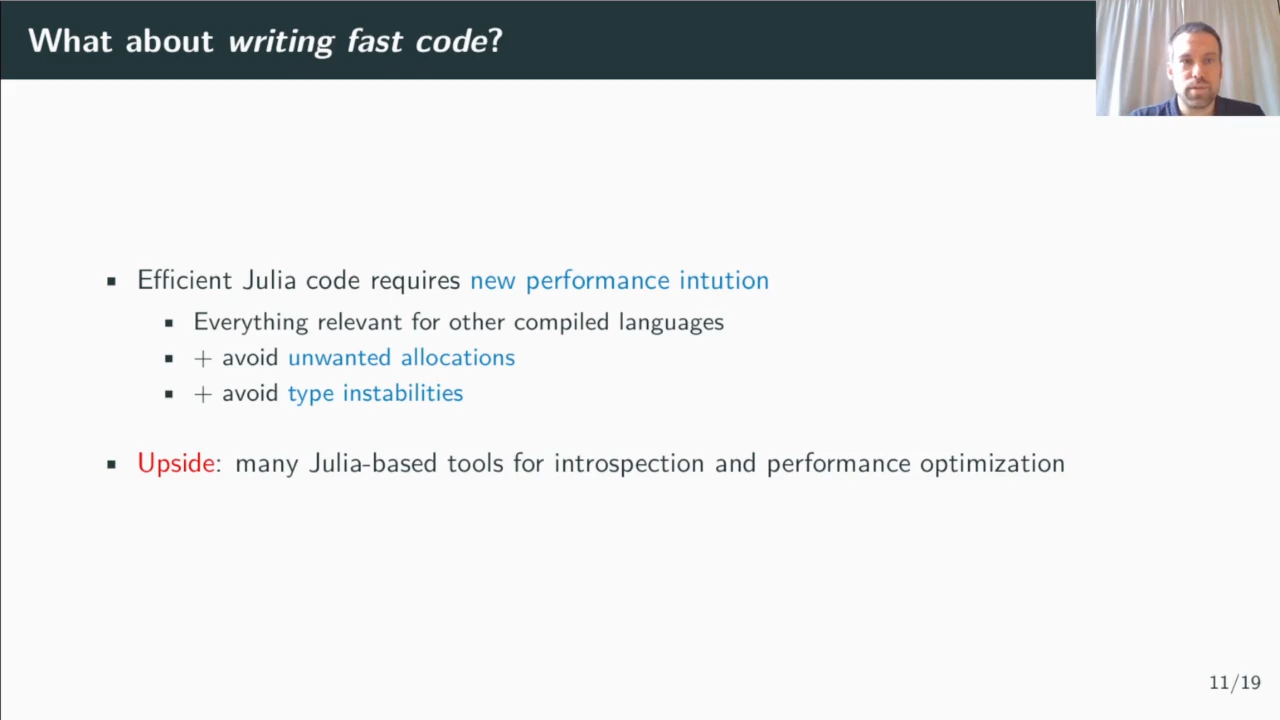 What about writing fast code?
▪ Efficient Julia code requires new performance intution
▪ Everything relevant for other compiled languages
▪ + avoid unwanted allocations
▪ + avoid type instabilities
▪ Upside: many Julia-based tools for introspection and performance optimization
11/19